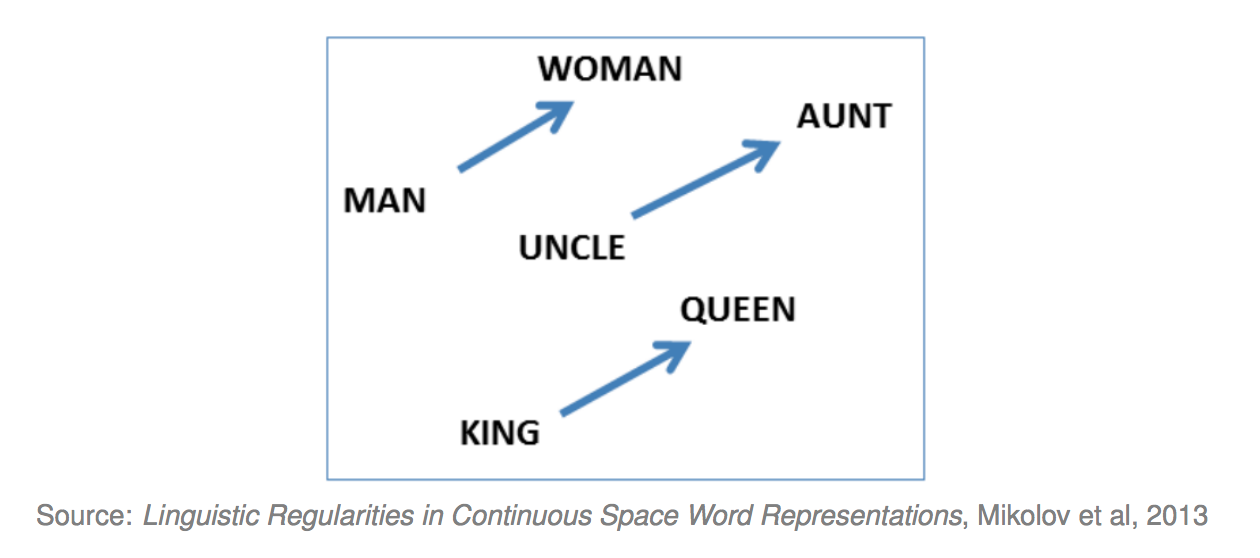 WOMAN
AUNT
MAN
UNCLE
QUEEN
KING
Source: Linguistic Regularities in Continuous Space Word Representations, Mikolov et al, 2013